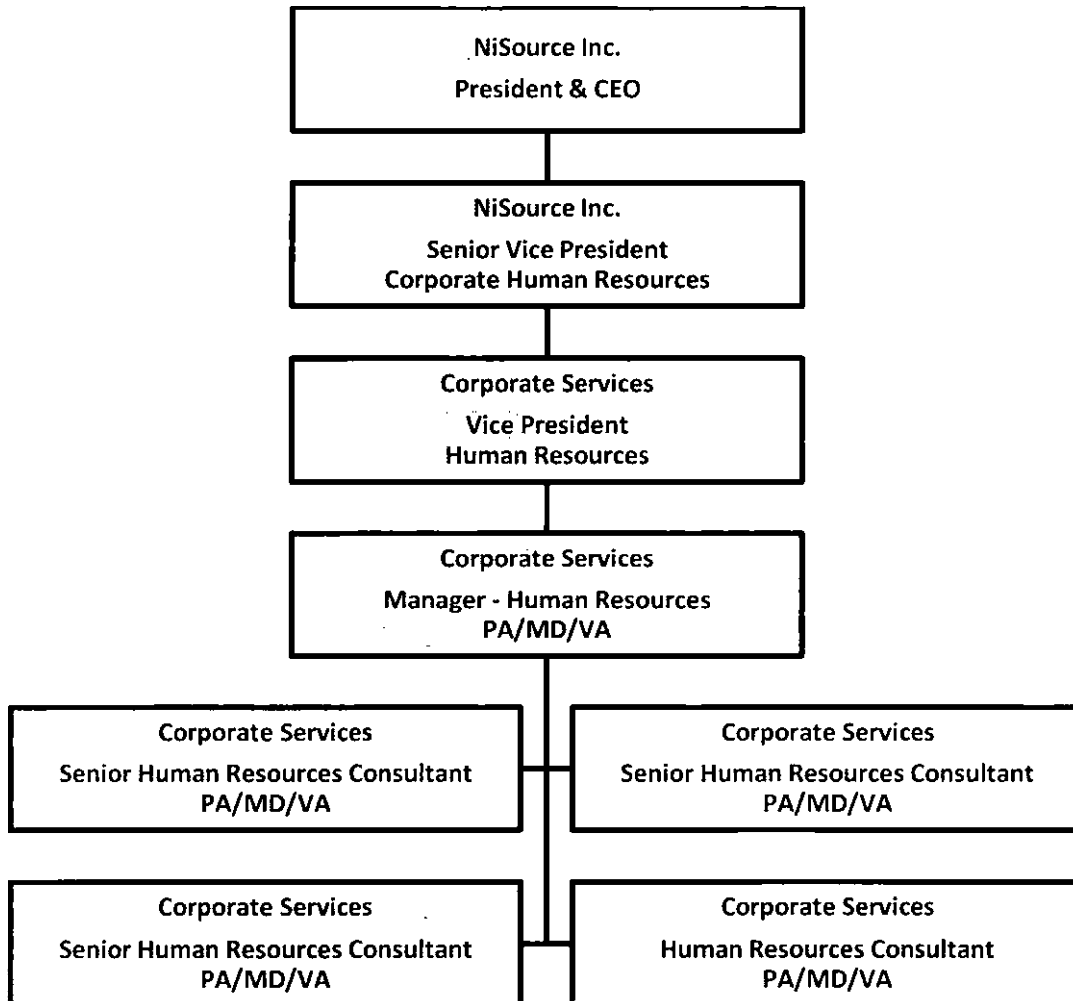 NiSource Inc.
President & CEO
NiSource Inc.
Senior Vice President
Corporate Human Resources
Corporate Services
Vice President
Human Resources
Corporate Services
Manager - Human Resources
PA/MD/VA
Corporate Services
Senior Human Resources Consultant
PA/MD/VA
Corporate Services
Senior Human Resources Consultant
PA/MD/VA
Corporate Services
Senior Human Resources Consultant
PA/MD/VA
Corporate Services
Human Resources Consultant
PA/MD/VA